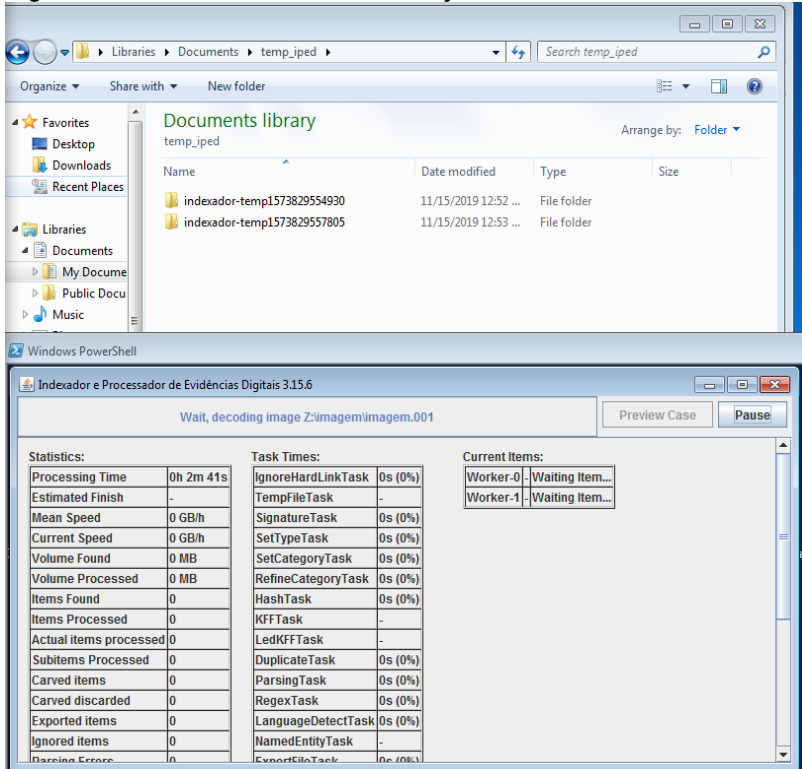 Libraries ▸ Documents ▸ temp_iped ▸
Search temp_iped
Organize ▾ Share with ▾ New folder
Favorites
Desktop
Downloads
Recent Places
Libraries
Documents
My Docume
Public Docu
Music
Documents library
temp_iped
Arrange by: Folder ▾
Name Date modified Type Size
indexador-temp1573829554930 11/15/2019 12:52 ... File folder
indexador-temp1573829557805 11/15/2019 12:53 ... File folder
Windows PowerShell
Indexador e Processador de Evidências Digitais 3.15.6
Wait, decoding image Z:\imagem\imagem.001
Preview Case
Pause
Statistics:
Processing Time 0h 2m 41s
Estimated Finish -
Mean Speed 0 GB/h
Current Speed 0 GB/h
Volume Found 0 MB
Volume Processed 0 MB
Items Found 0
Items Processed 0
Actual items processed 0
Subitems Processed 0
Carved items 0
Carved discarded 0
Exported items 0
Ignored items 0
Parsing Errors 0
Task Times:
IgnoreHardLinkTask 0s (0%)
TempFileTask -
SignatureTask 0s (0%)
SetTypeTask 0s (0%)
SetCategoryTask 0s (0%)
RefineCategoryTask 0s (0%)
HashTask 0s (0%)
KFFTask -
LedKFFTask -
DuplicateTask 0s (0%)
ParsingTask 0s (0%)
RegexTask 0s (0%)
LanguageDetectTask 0s (0%)
NamedEntityTask -
ExportFileTask 0s (0%)
Current Items:
Worker-0 - Waiting Item...
Worker-1 - Waiting Item...